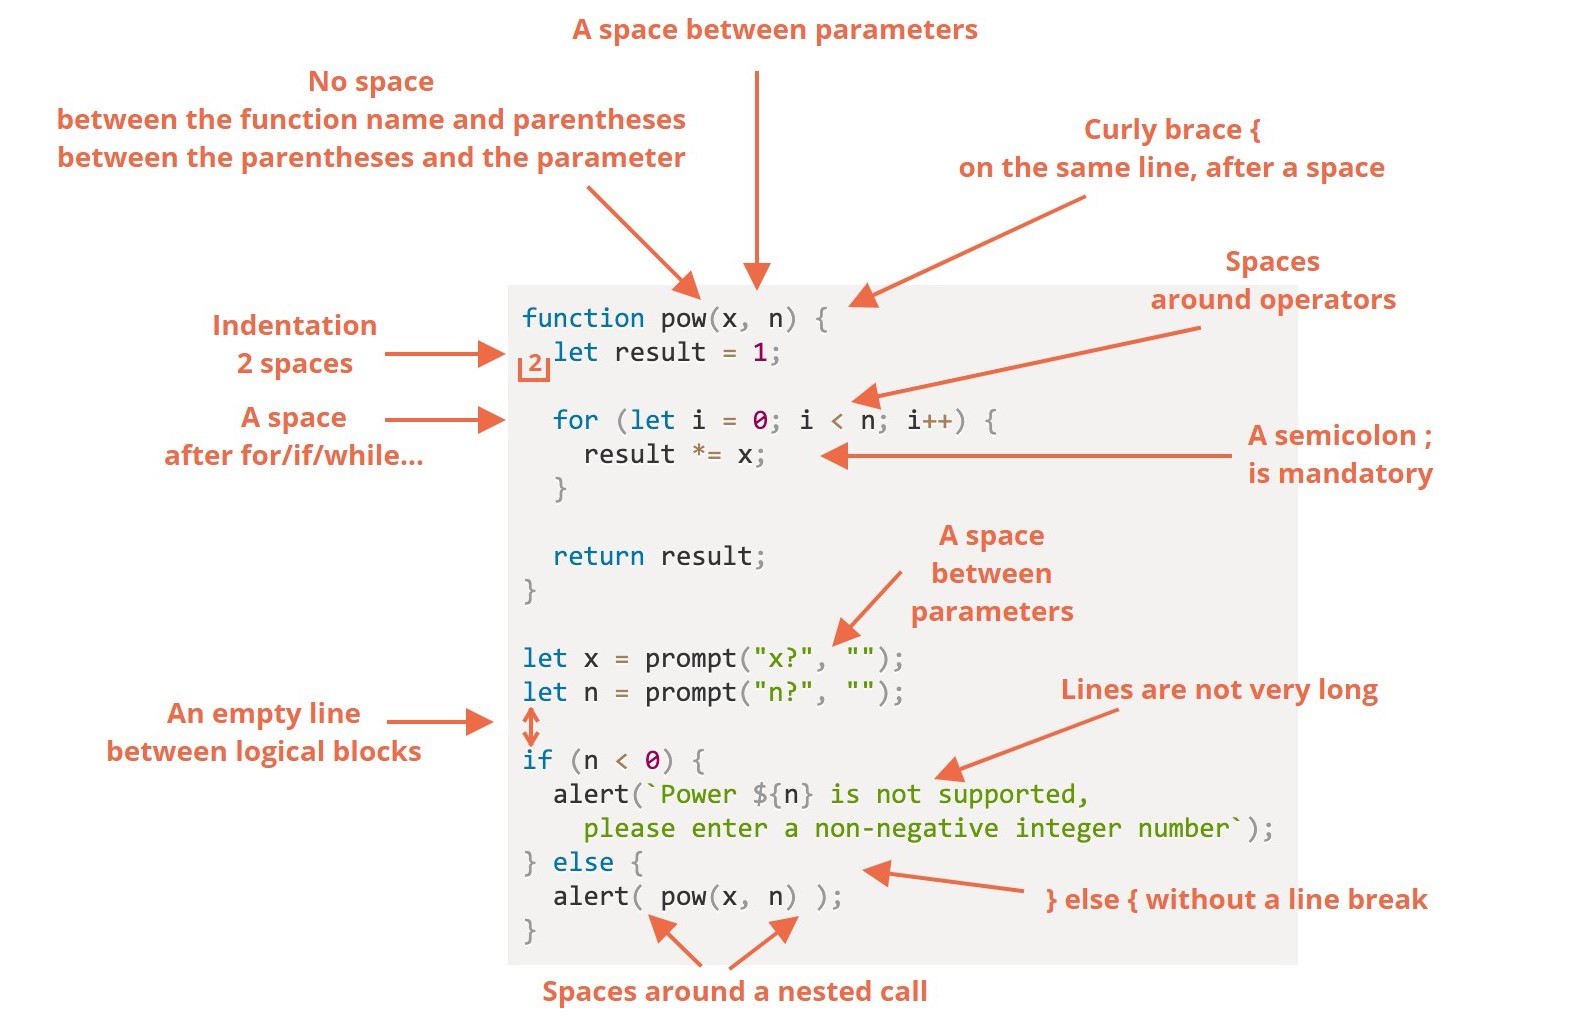 A space between parameters
No space
between the function name and parentheses
between the parentheses and the parameter
Curly brace {
on the same line, after a space
Spaces
around operators
Indentation
2 spaces
A space
after for/if/while...
function pow(x, n) {
2
  let result = 1;

  for (let i = 0; i < n; i++) {
    result *= x;
  }

  return result;
}

let x = prompt("x?", "");
let n = prompt("n?", "");

if (n < 0) {
  alert(`Power ${n} is not supported,
    please enter a non-negative integer number`);
} else {
  alert( pow(x, n) );
}
A semicolon ;
is mandatory
A space
between
parameters
An empty line
between logical blocks
Lines are not very long
} else { without a line break
Spaces around a nested call